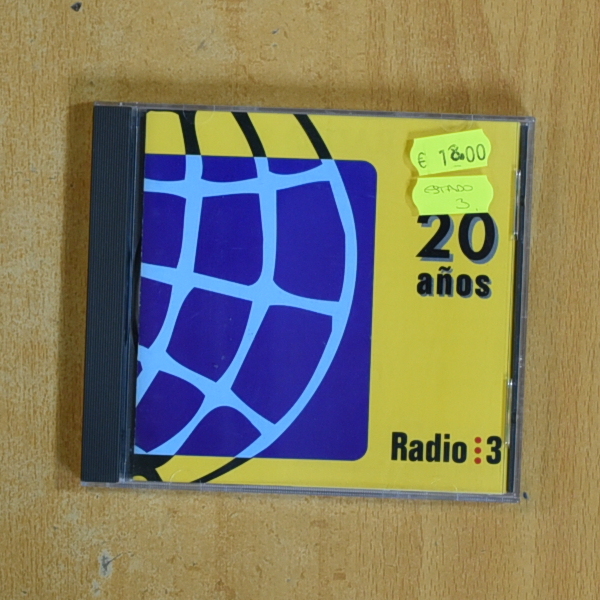 € 18.00
ESTADO
3.
20
años
Radio 3